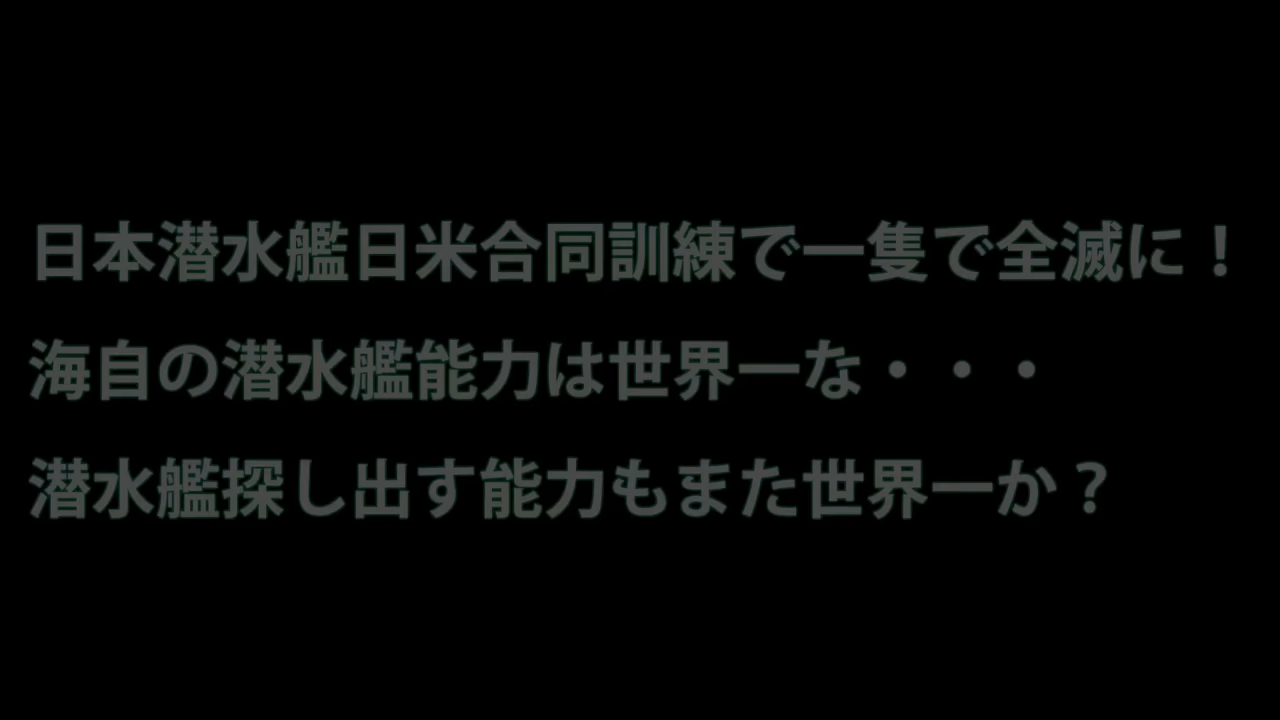 日本潜水艦日米合同訓練で一隻で全滅に！
海自の潜水艦能力は世界一な・・・
潜水艦探し出す能力もまた世界一か？